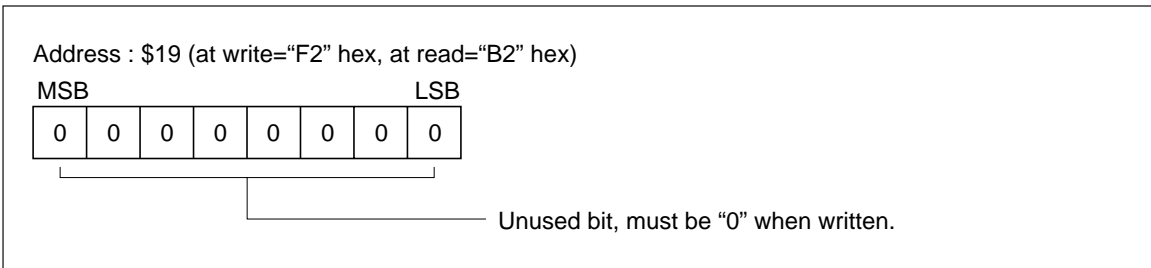 Address : $19 (at write=“F2” hex, at read=“B2” hex)
MSB LSB
0 0 0 0 0 0 0 0
Unused bit, must be “0” when written.